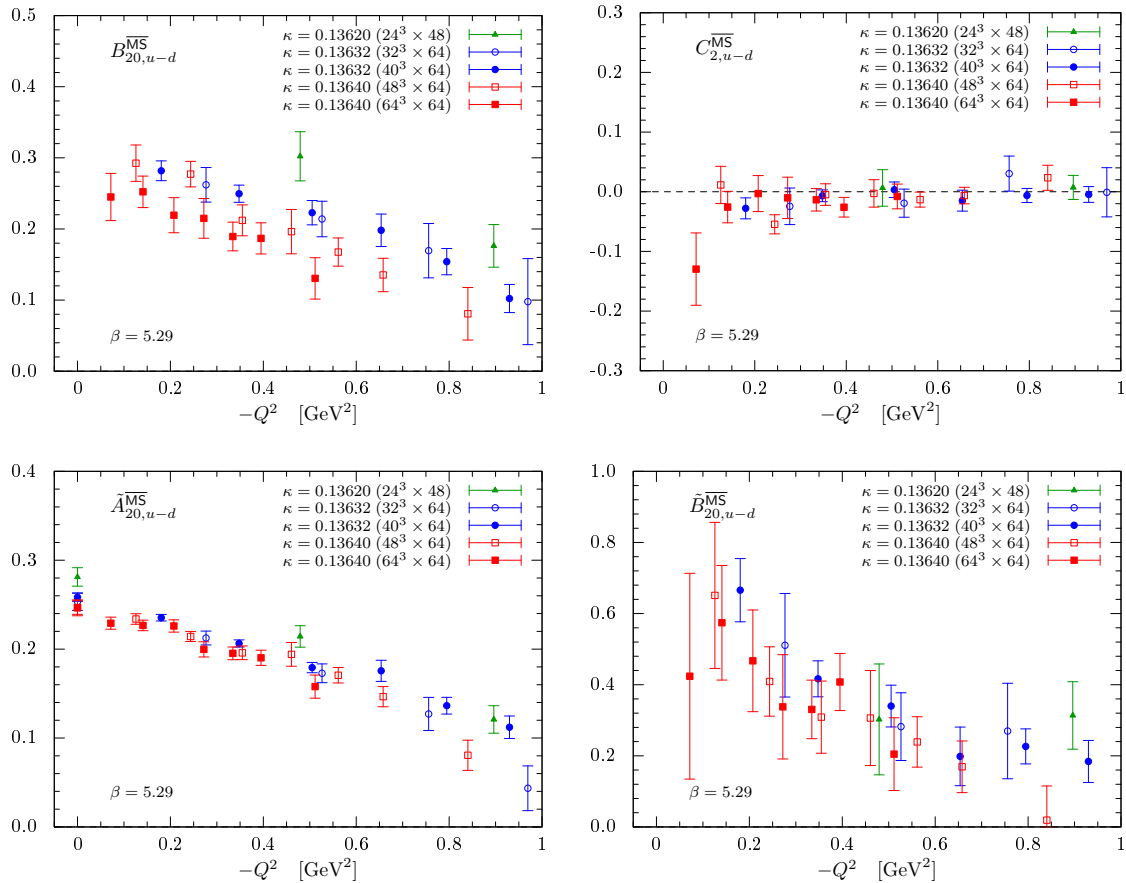 0.5
0.4
0.3
0.2
0.1
0.0
B^{\overline{MS}}_{20,u−d}
κ = 0.13620 (24³ × 48)
κ = 0.13632 (32³ × 64)
κ = 0.13632 (40³ × 64)
κ = 0.13640 (48³ × 64)
κ = 0.13640 (64³ × 64)
β = 5.29
0 0.2 0.4 0.6 0.8 1
−Q² [GeV²]
0.3
0.2
0.1
0.0
-0.1
-0.2
-0.3
C^{\overline{MS}}_{2,u−d}
κ = 0.13620 (24³ × 48)
κ = 0.13632 (32³ × 64)
κ = 0.13632 (40³ × 64)
κ = 0.13640 (48³ × 64)
κ = 0.13640 (64³ × 64)
β = 5.29
0 0.2 0.4 0.6 0.8 1
−Q² [GeV²]
0.4
0.3
0.2
0.1
0.0
Ã^{\overline{MS}}_{20,u−d}
κ = 0.13620 (24³ × 48)
κ = 0.13632 (32³ × 64)
κ = 0.13632 (40³ × 64)
κ = 0.13640 (48³ × 64)
κ = 0.13640 (64³ × 64)
β = 5.29
0 0.2 0.4 0.6 0.8 1
−Q² [GeV²]
1.0
0.8
0.6
0.4
0.2
0.0
B̃^{\overline{MS}}_{20,u−d}
κ = 0.13620 (24³ × 48)
κ = 0.13632 (32³ × 64)
κ = 0.13632 (40³ × 64)
κ = 0.13640 (48³ × 64)
κ = 0.13640 (64³ × 64)
β = 5.29
0 0.2 0.4 0.6 0.8 1
−Q² [GeV²]